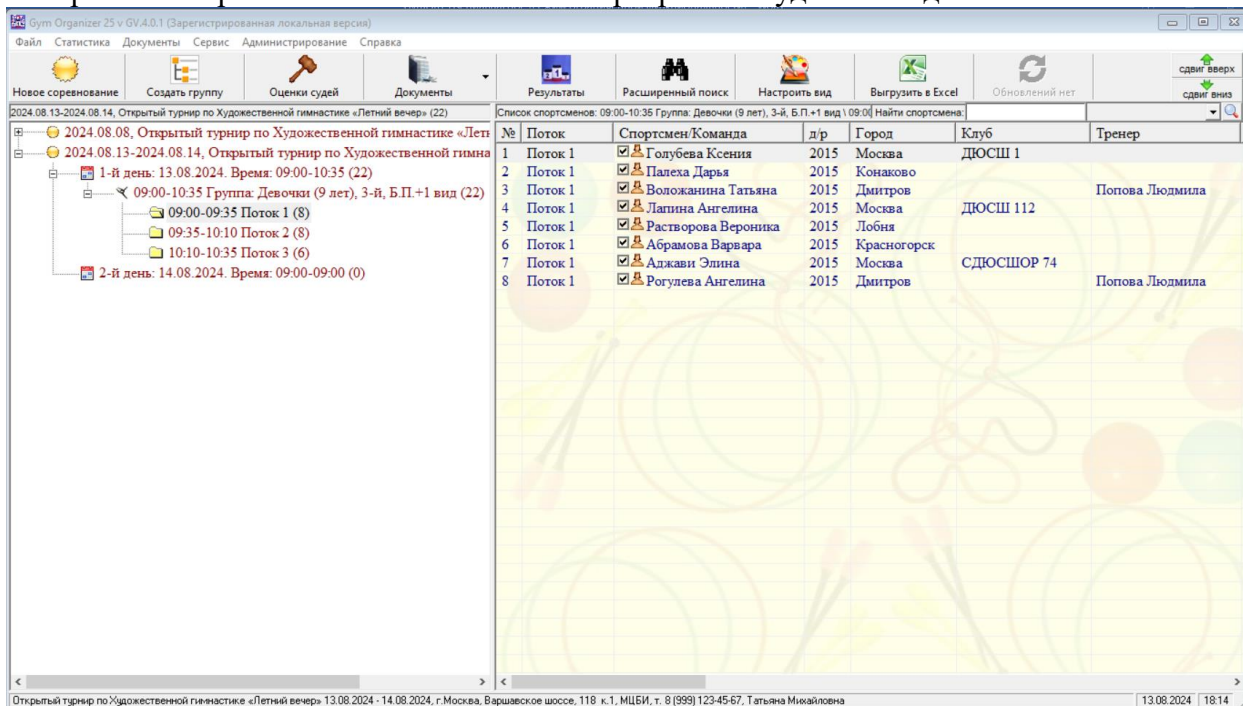 Gym Organizer 25 v GV.4.0.1 (Зарегистрированная локальная версия)
Файл Статистика Документы Сервис Администрирование Справка
Новое соревнование Создать группу Оценки судей Документы Результаты Расширенный поиск Настроить вид Выгрузить в Excel Обновлений нет сдвиг вверх
сдвиг вниз
2024.08.13-2024.08.14, Открытый турнир по Художественной гимнастике «Летний вечер» (22)
2024.08.08, Открытый турнир по Художественной гимнастике «Летн
2024.08.13-2024.08.14, Открытый турнир по Художественной гимна
1-й день: 13.08.2024. Время: 09:00-10:35 (22)
09:00-10:35 Группа: Девочки (9 лет), 3-й, Б.П.+1 вид (22)
09:00-09:35 Поток 1 (8)
09:35-10:10 Поток 2 (8)
10:10-10:35 Поток 3 (6)
2-й день: 14.08.2024. Время: 09:00-09:00 (0)
Список спортсменов: 09:00-10:35 Группа: Девочки (9 лет), 3-й, Б.П.+1 вид \ 09:00 Найти спортсмена:
№ Поток Спортсмен/Команда д/р Город Клуб Тренер
1 Поток 1 Голубева Ксения 2015 Москва ДЮСШ 1
2 Поток 1 Палеха Дарья 2015 Конаково
3 Поток 1 Воложанина Татьяна 2015 Дмитров Попова Людмила
4 Поток 1 Лапина Ангелина 2015 Москва ДЮСШ 112
5 Поток 1 Растворова Вероника 2015 Лобня
6 Поток 1 Абрамова Варвара 2015 Красногорск
7 Поток 1 Аджави Элина 2015 Москва СДЮСШОР 74
8 Поток 1 Рогулева Ангелина 2015 Дмитров Попова Людмила
Открытый турнир по Художественной гимнастике «Летний вечер» 13.08.2024 - 14.08.2024, г.Москва, Варшавское шоссе, 118 к.1, МЦБИ, т. 8 (999) 123-45-67, Татьяна Михайловна 13.08.2024 18:14